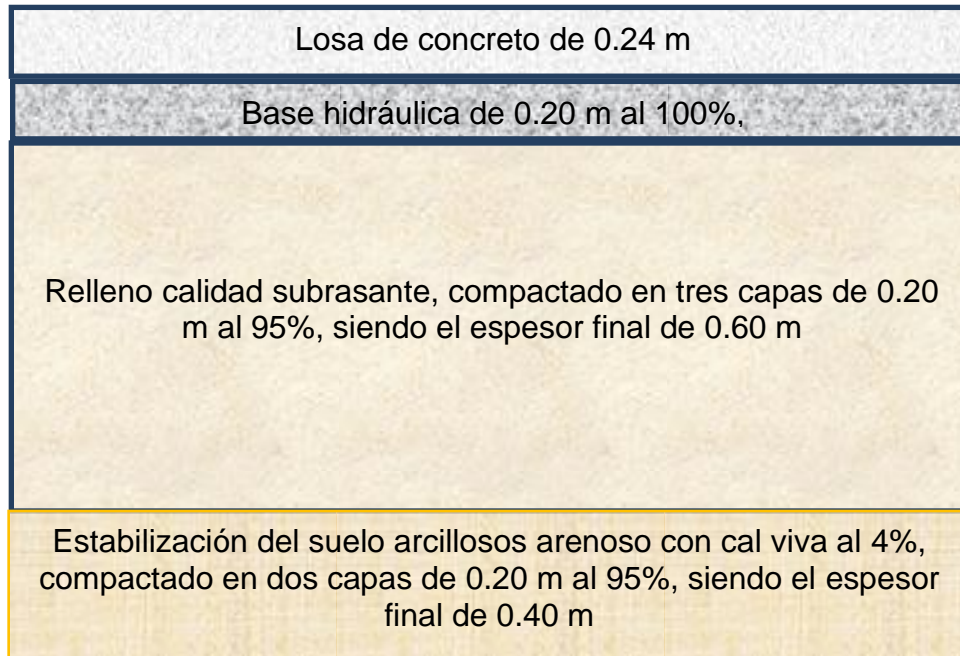 Losa de concreto de 0.24 m
Base hidráulica de 0.20 m al 100%,
Relleno calidad subrasante, compactado en tres capas de 0.20
m al 95%, siendo el espesor final de 0.60 m
Estabilización del suelo arcillosos arenoso con cal viva al 4%,
compactado en dos capas de 0.20 m al 95%, siendo el espesor
final de 0.40 m